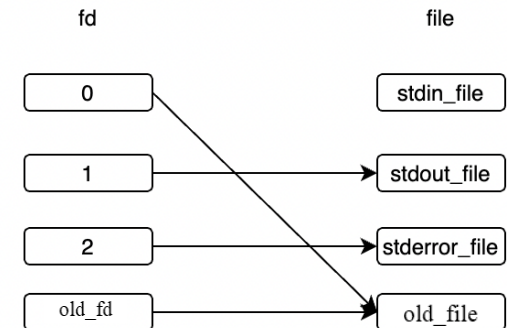 fd file
0 stdin_file
1 stdout_file
2 stderror_file
old_fd old_file